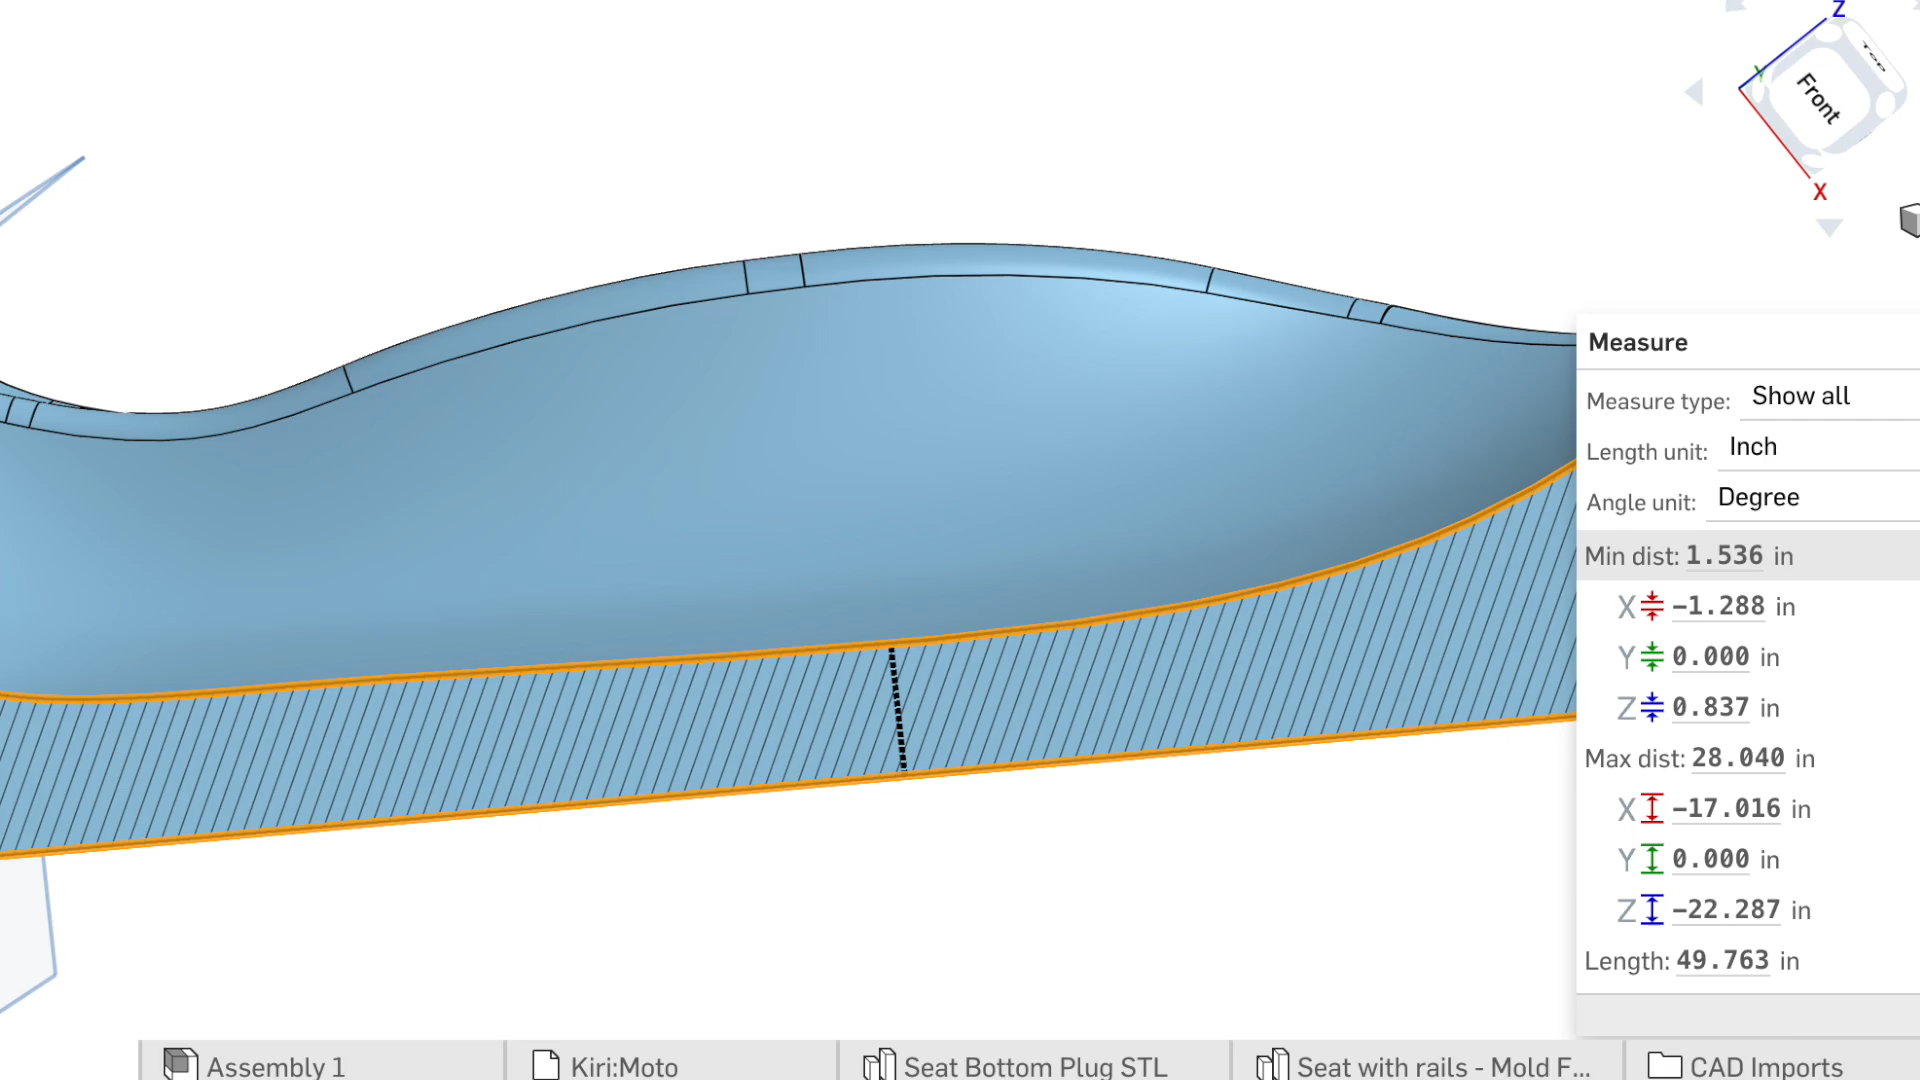 Z
Top
Y
Front
X
Measure
Measure type: Show all
Length unit: Inch
Angle unit: Degree
Min dist: 1.536 in
X -1.288 in
Y 0.000 in
Z 0.837 in
Max dist: 28.040 in
X -17.016 in
Y 0.000 in
Z -22.287 in
Length: 49.763 in
Assembly 1
Kiri:Moto
Seat Bottom Plug STL
Seat with rails - Mold F...
CAD Imports